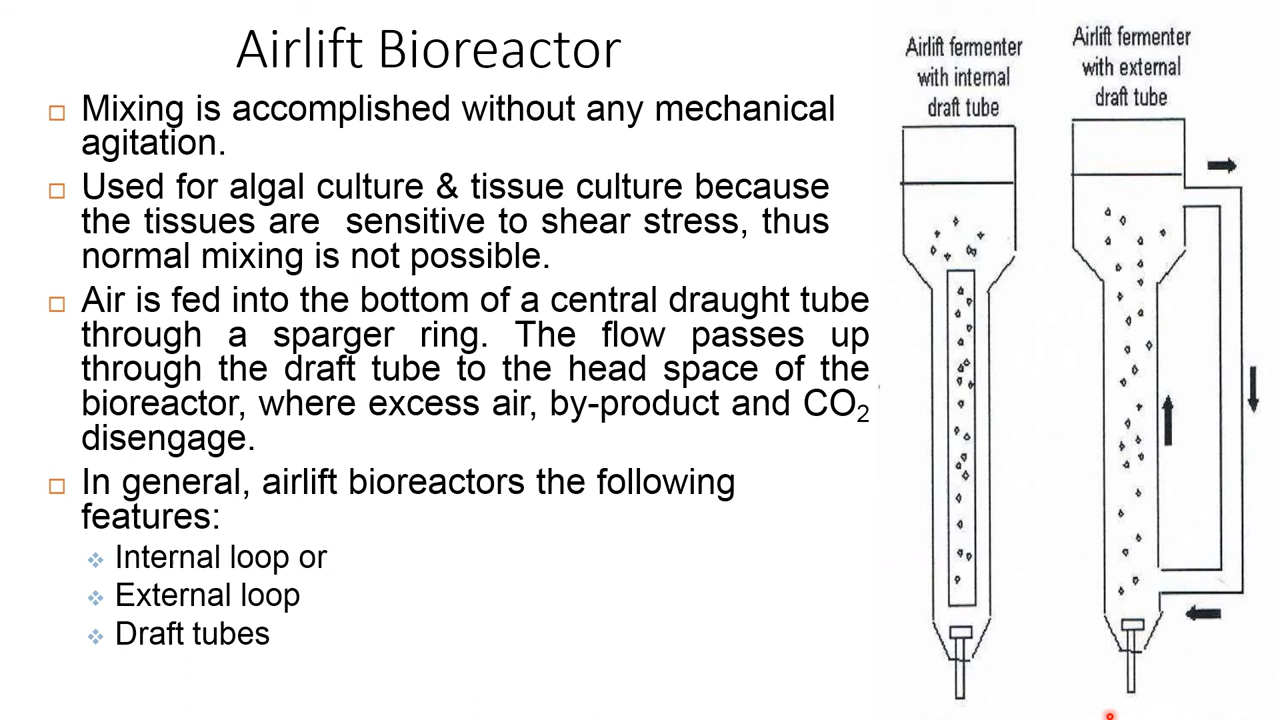 Airlift Bioreactor
Mixing is accomplished without any mechanical
agitation.
Used for algal culture & tissue culture because
the tissues are sensitive to shear stress, thus
normal mixing is not possible.
Air is fed into the bottom of a central draught tube
through a sparger ring. The flow passes up
through the draft tube to the head space of the
bioreactor, where excess air, by-product and CO₂
disengage.
In general, airlift bioreactors the following
features:
Internal loop or
External loop
Draft tubes
Airlift fermenter
with internal
draft tube
Airlift fermenter
with external
draft tube